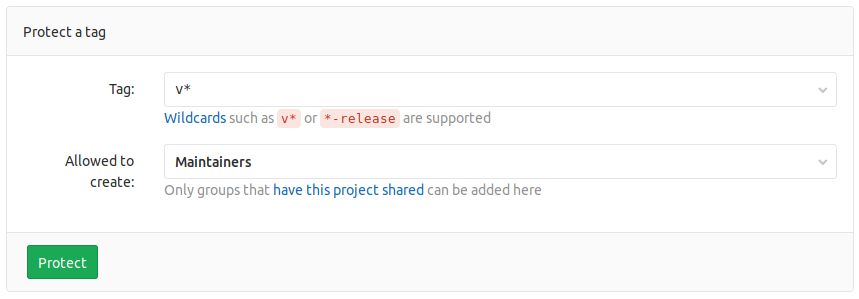 Protect a tag
Tag:
v*
Wildcards such as v* or *-release are supported
Allowed to
create:
Maintainers
Only groups that have this project shared can be added here
Protect